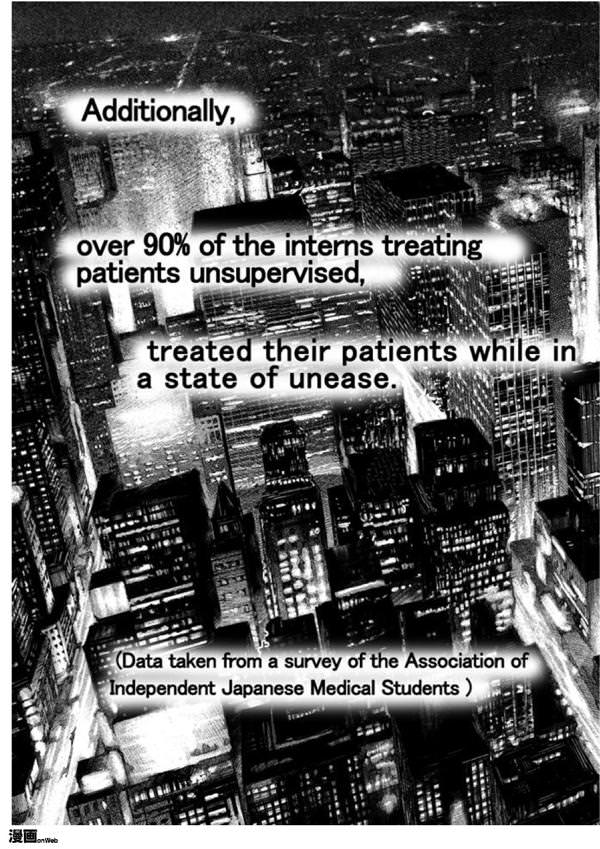 Additionally,
over 90% of the interns treating
patients unsupervised,
treated their patients while in
a state of unease.
(Data taken from a survey of the Association of
Independent Japanese Medical Students )
漫画onWeb